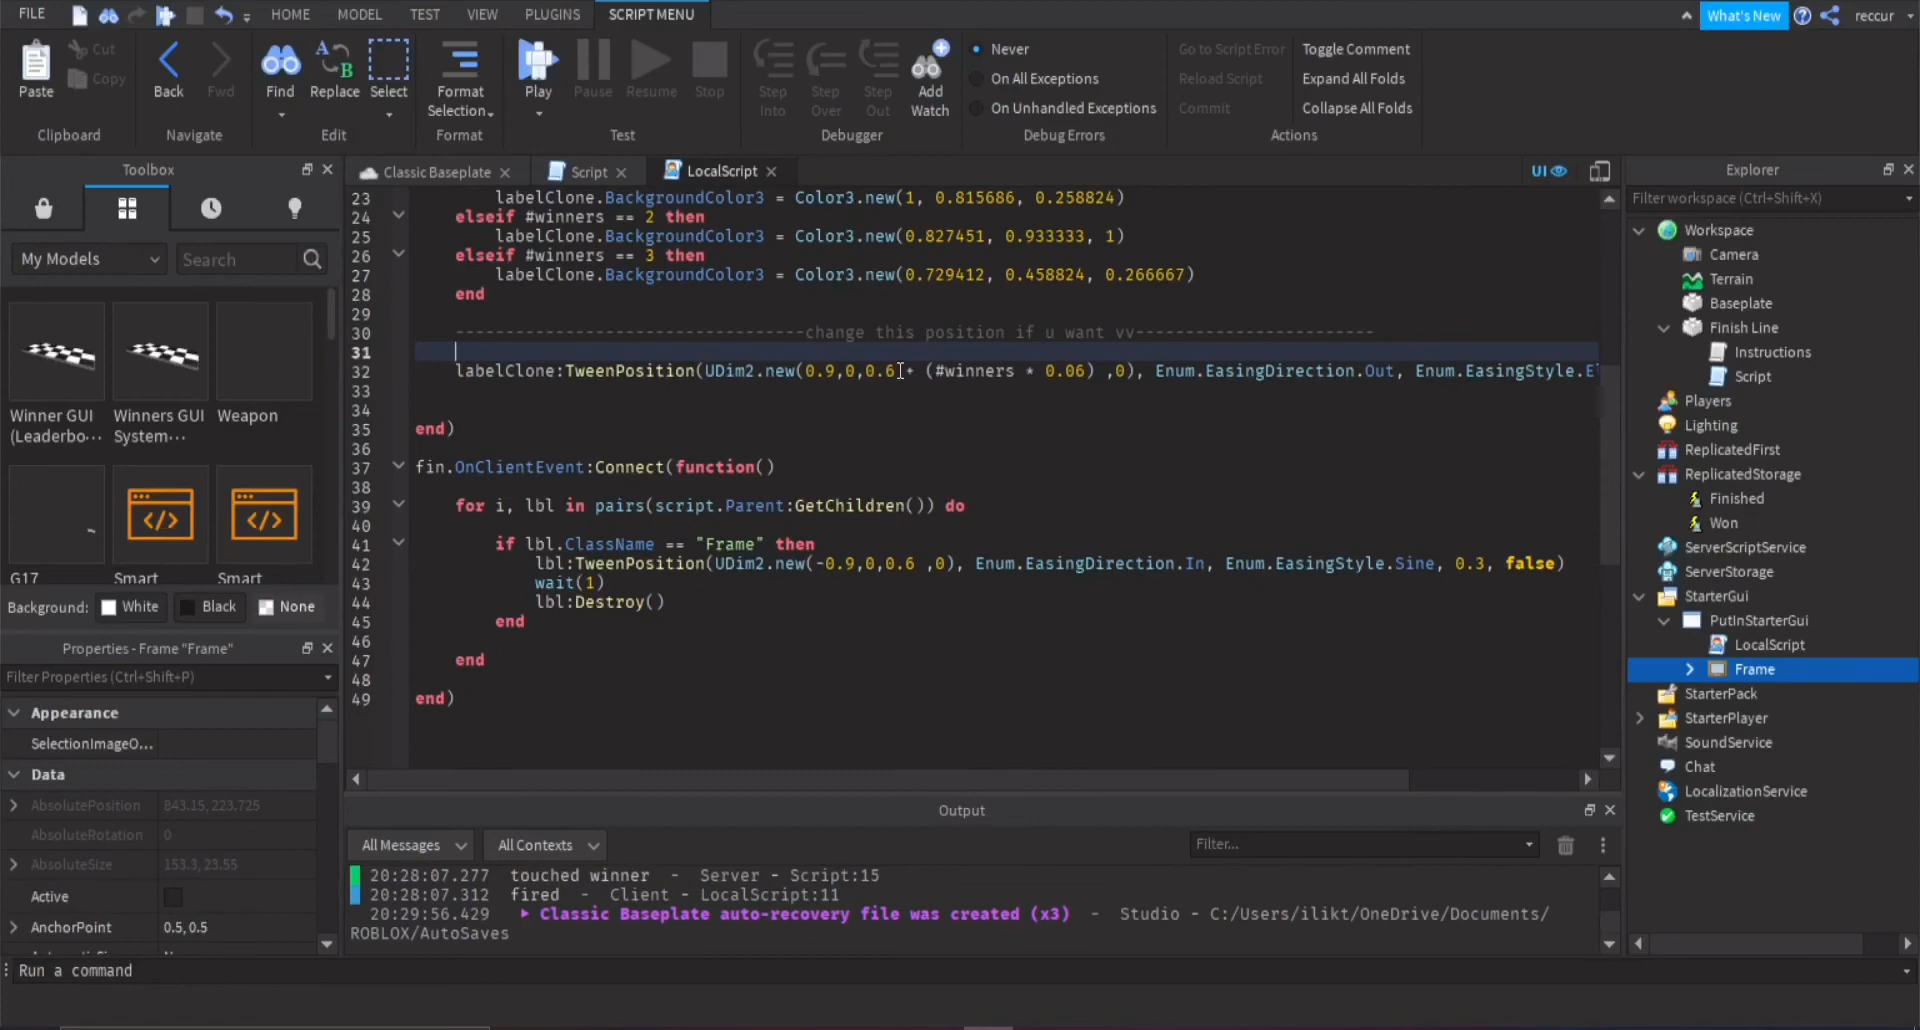 FILE
HOME
MODEL
TEST
VIEW
PLUGINS
SCRIPT MENU
What's New
reccur
Paste
Cut
Copy
Clipboard
Back
Fwd
Navigate
Find
Replace
Select
Edit
Format
Selection
Format
Play
Pause
Resume
Stop
Test
Step
Into
Step
Over
Step
Out
Add
Watch
Debugger
Never
On All Exceptions
On Unhandled Exceptions
Debug Errors
Go to Script Error
Reload Script
Commit
Toggle Comment
Expand All Folds
Collapse All Folds
Actions
Toolbox
My Models
Search
Winner GUI
(Leaderbo...
Winners GUI
System...
Weapon
G17
Smart
Smart
Background:
White
Black
None
Properties - Frame "Frame"
Filter Properties (Ctrl+Shift+P)
Appearance
SelectionImageO...
Data
AbsolutePosition
843.15, 223.725
AbsoluteRotation
0
AbsoluteSize
153.3, 23.55
Active
AnchorPoint
0.5, 0.5
Classic Baseplate
Script
LocalScript
UI
23 labelClone.BackgroundColor3 = Color3.new(1, 0.815686, 0.258824)
24 elseif #winners == 2 then
25 labelClone.BackgroundColor3 = Color3.new(0.827451, 0.933333, 1)
26 elseif #winners == 3 then
27 labelClone.BackgroundColor3 = Color3.new(0.729412, 0.458824, 0.266667)
28 end
29
30 -----------------------------------change this position if u want vv------------------------
31
32 labelClone:TweenPosition(UDim2.new(0.9,0,0.6 + (#winners * 0.06) ,0), Enum.EasingDirection.Out, Enum.EasingStyle.El
33
34
35 end)
36
37 fin.OnClientEvent:Connect(function()
38
39 for i, lbl in pairs(script.Parent:GetChildren()) do
40
41 if lbl.ClassName == "Frame" then
42 lbl:TweenPosition(UDim2.new(-0.9,0,0.6 ,0), Enum.EasingDirection.In, Enum.EasingStyle.Sine, 0.3, false)
43 wait(1)
44 lbl:Destroy()
45 end
46
47 end
48
49 end)
Output
All Messages
All Contexts
Filter...
20:28:07.277 touched winner - Server - Script:15
20:28:07.312 fired - Client - LocalScript:11
20:29:56.429 Classic Baseplate auto-recovery file was created (x3) - Studio - C:/Users/ilikt/OneDrive/Documents/
ROBLOX/AutoSaves
Run a command
Explorer
Filter workspace (Ctrl+Shift+X)
Workspace
Camera
Terrain
Baseplate
Finish Line
Instructions
Script
Players
Lighting
ReplicatedFirst
ReplicatedStorage
Finished
Won
ServerScriptService
ServerStorage
StarterGui
PutInStarterGui
LocalScript
Frame
StarterPack
StarterPlayer
SoundService
Chat
LocalizationService
TestService